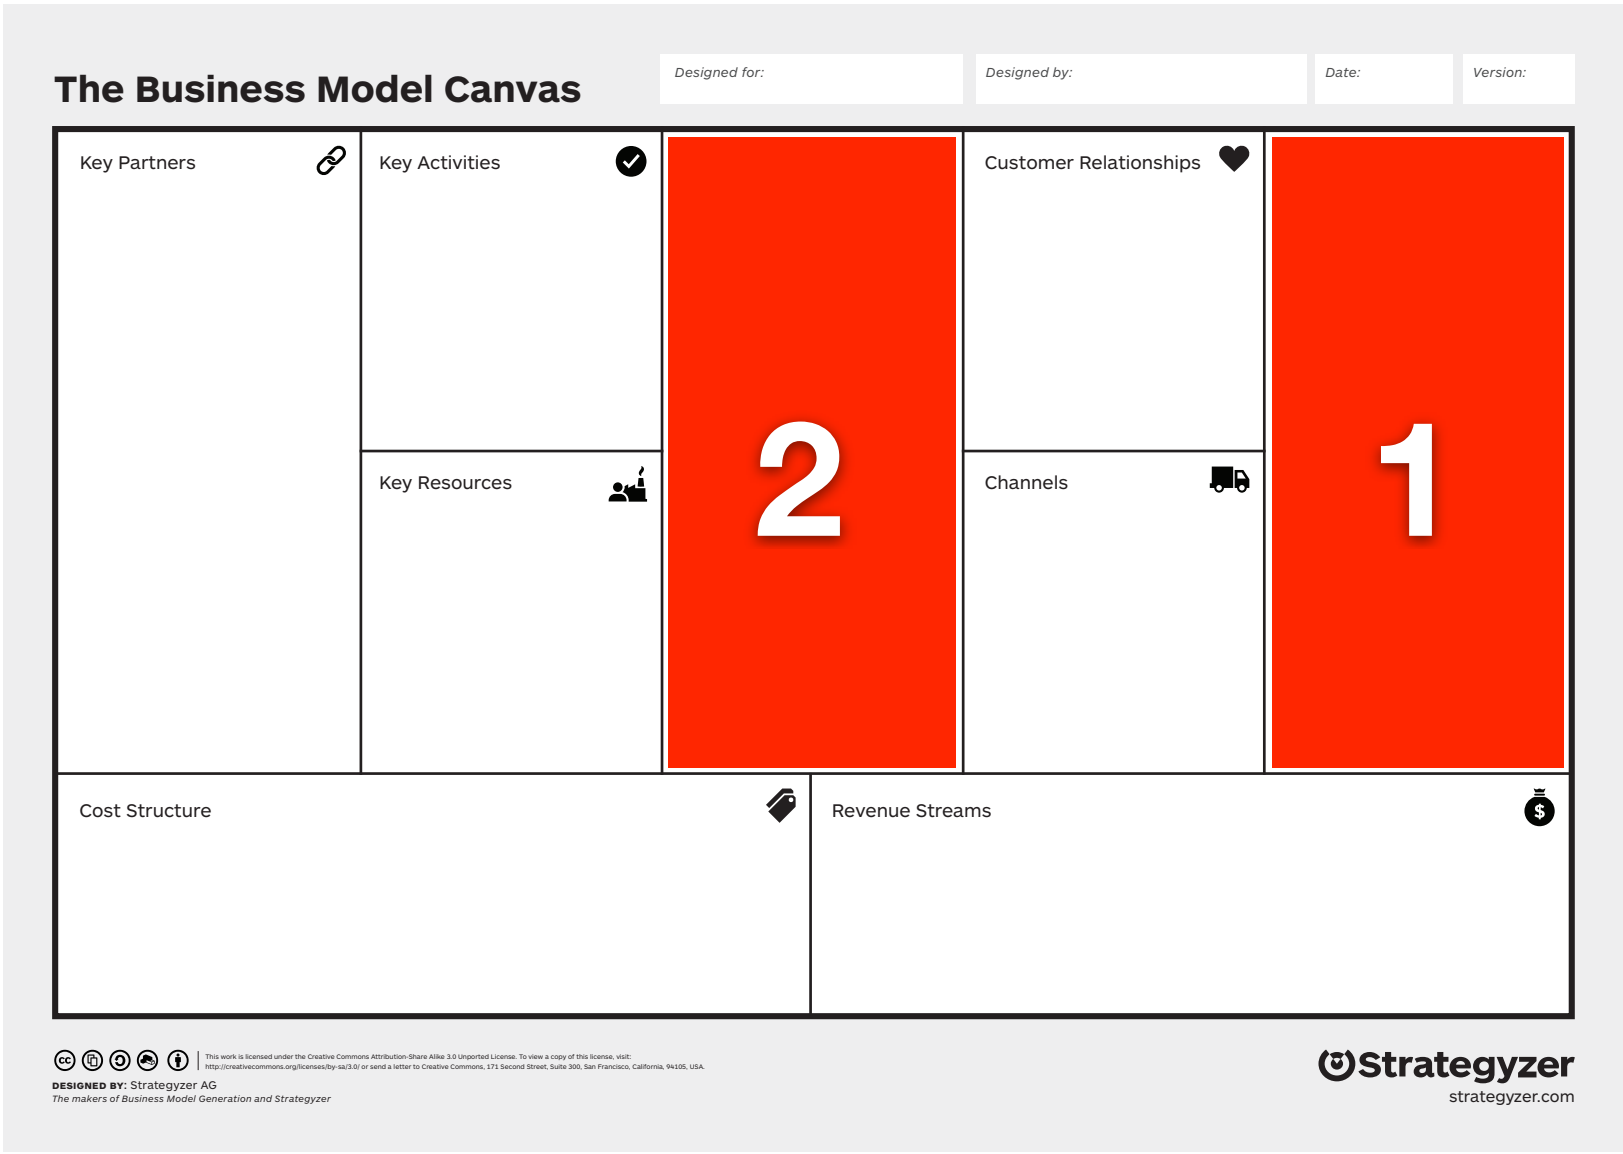 The Business Model Canvas
Designed for:
Designed by:
Date:
Version:
Key Partners
Key Activities
Customer Relationships
2
1
Key Resources
Channels
Cost Structure
Revenue Streams
$
cc
This work is licensed under the Creative Commons Attribution-Share Alike 3.0 Unported License. To view a copy of this license, visit:
http://creativecommons.org/licenses/by-sa/3.0/ or send a letter to Creative Commons, 171 Second Street, Suite 300, San Francisco, California, 94105, USA.
DESIGNED BY: Strategyzer AG
The makers of Business Model Generation and Strategyzer
Strategyzer
strategyzer.com